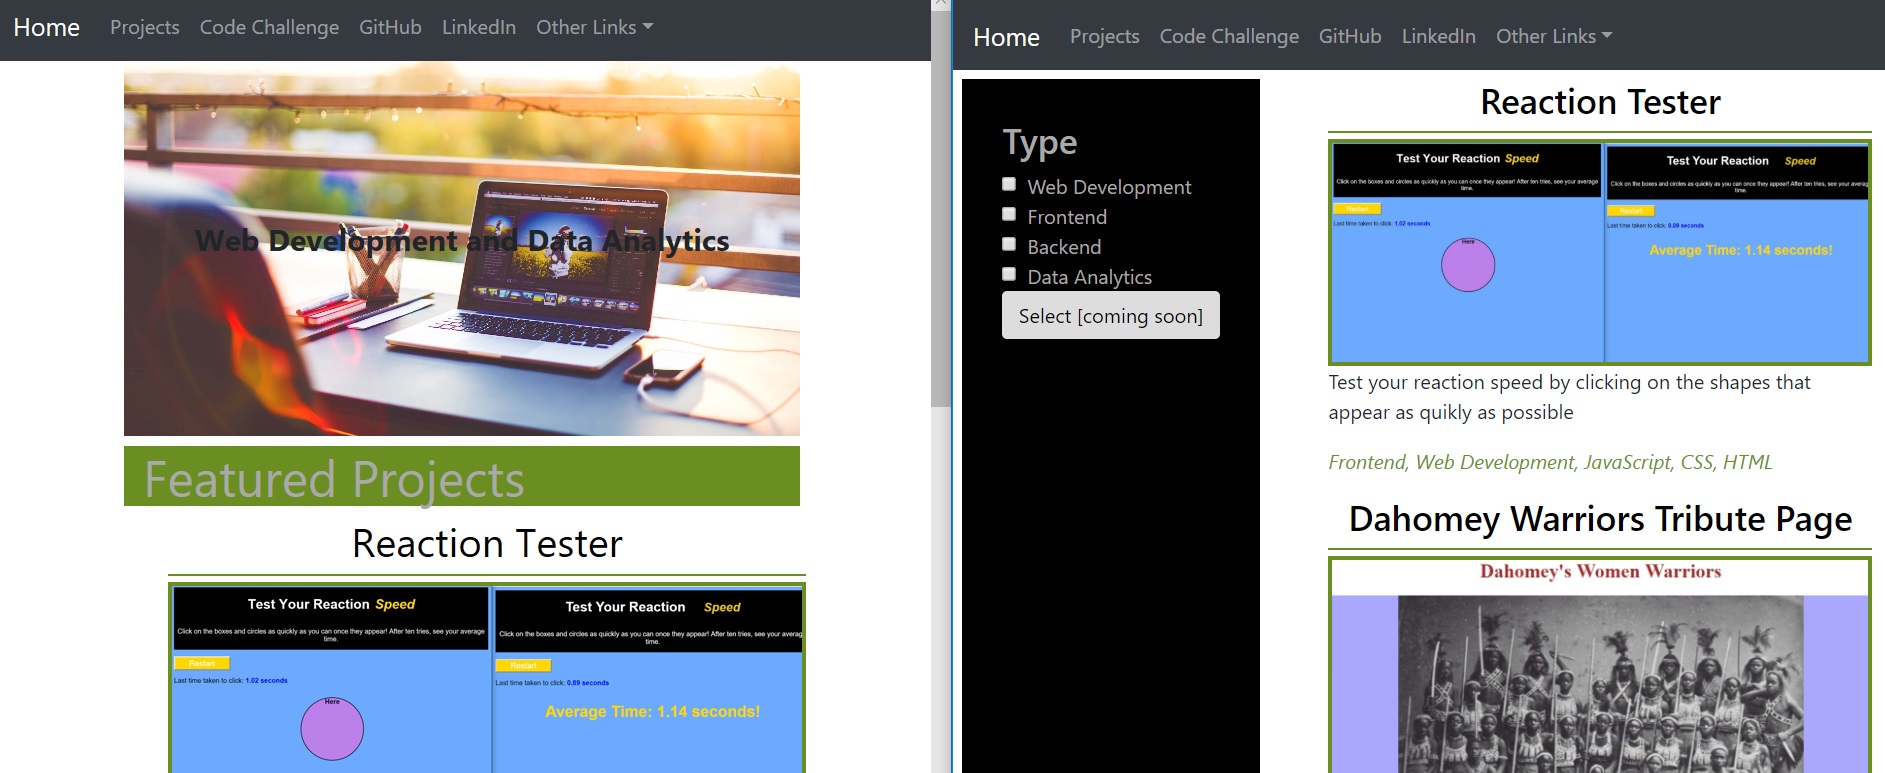 Home Projects Code Challenge GitHub LinkedIn Other Links
Web Development and Data Analytics
Featured Projects
Reaction Tester
Test Your Reaction Speed
Click on the boxes and circles as quickly as you can once they appear! After ten tries, see your average
time.
Restart
Last time taken to click: 1.02 seconds
Here
Test Your Reaction Speed
Click on the boxes and circles as quickly as you can once they appear! After ten tries, see your averag
time.
Restart
Last time taken to click: 0.89 seconds
Average Time: 1.14 seconds!
Home Projects Code Challenge GitHub LinkedIn Other Links
Type
Web Development
Frontend
Backend
Data Analytics
Select [coming soon]
Reaction Tester
Test Your Reaction Speed
Click on the boxes and circles as quickly as you can once they appear! After ten tries, see your average
time.
Restart
Last time taken to click: 1.02 seconds
Here
Test Your Reaction Speed
Click on the boxes and circles as quickly as you can once they appear! After ten tries, see your averag
time.
Restart
Last time taken to click: 0.89 seconds
Average Time: 1.14 seconds!
Test your reaction speed by clicking on the shapes that
appear as quikly as possible
Frontend, Web Development, JavaScript, CSS, HTML
Dahomey Warriors Tribute Page
Dahomey's Women Warriors